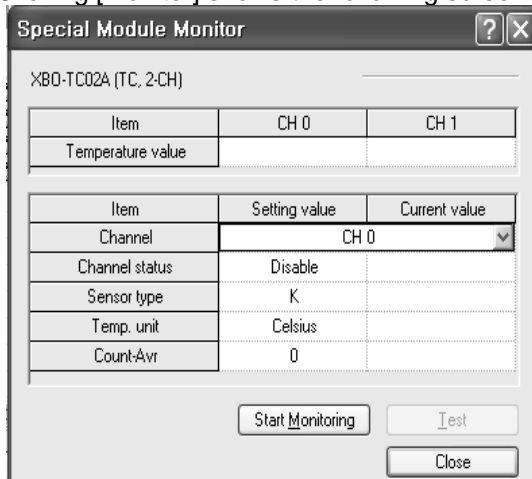 Special Module Monitor
XBO-TC02A (TC, 2-CH)
Item CH 0 CH 1
Temperature value
Item Setting value Current value
Channel CH 0
Channel status Disable
Sensor type K
Temp. unit Celsius
Count-Avr 0
Start Monitoring Test
Close